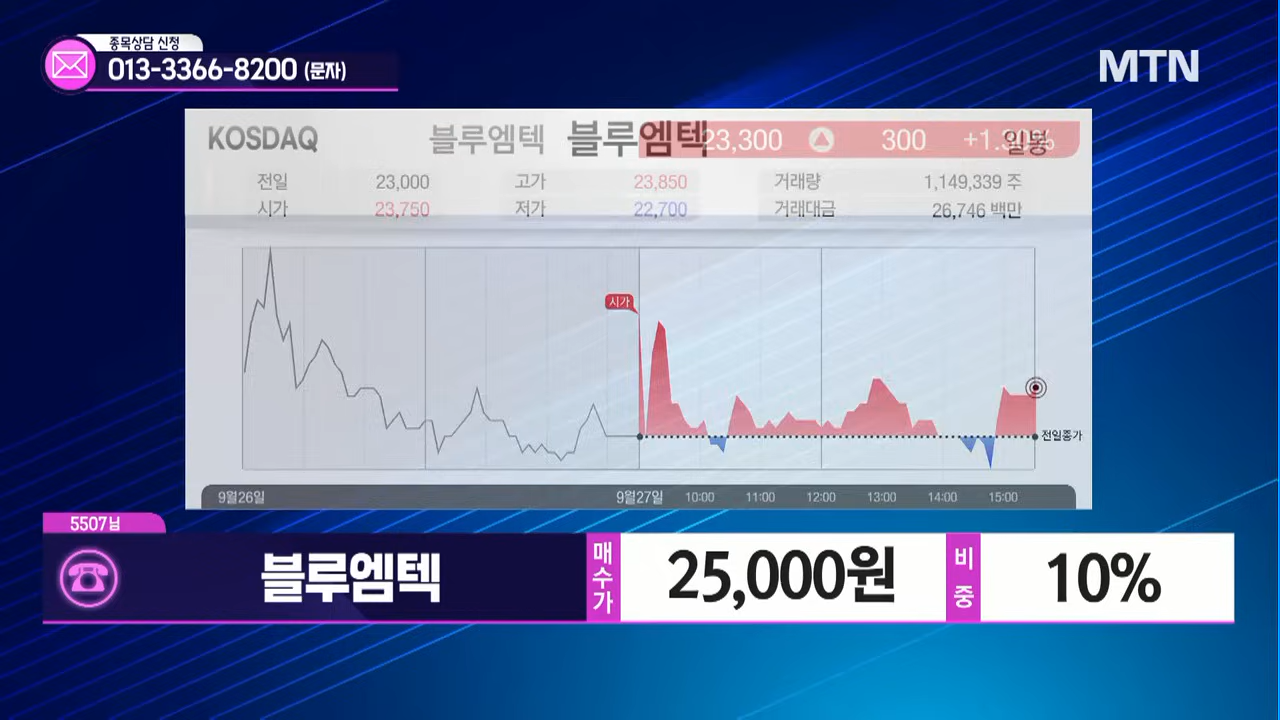 종목상담 신청
013-3366-8200 (문자)
MTN
KOSDAQ 블루엠텍 블루엠텍 23,300 300 +1.30% 일봉
전일 23,000 고가 23,850 거래량 1,149,339 주
시가 23,750 저가 22,700 거래대금 26,746 백만
시가
전일종가
9월26일 9월27일 10:00 11:00 12:00 13:00 14:00 15:00
5507님
블루엠텍 매수가 25,000원 비중 10%